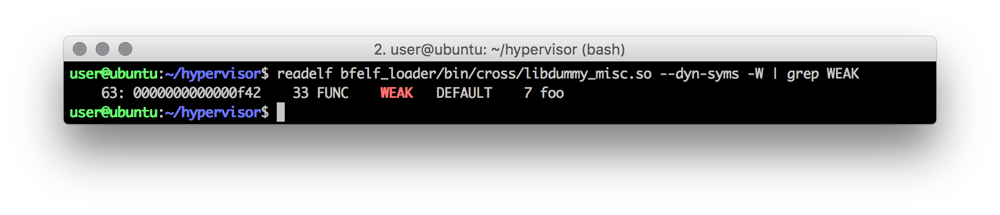 2. user@ubuntu: ~/hypervisor (bash)
user@ubuntu:~/hypervisor$ readelf bfelf_loader/bin/cross/libdummy_misc.so --dyn-syms -W | grep WEAK
    63: 0000000000000f42    33 FUNC    WEAK   DEFAULT    7 foo
user@ubuntu:~/hypervisor$